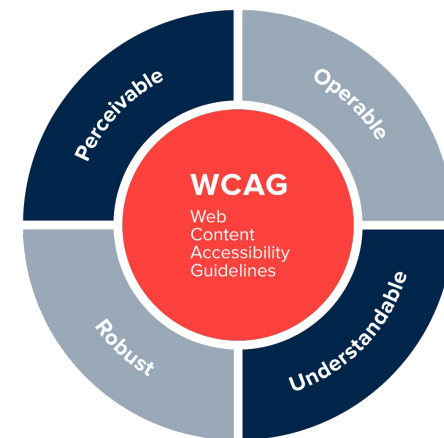 Perceivable
Operable
WCAG
Web
Content
Accessibility
Guidelines
Robust
Understandable